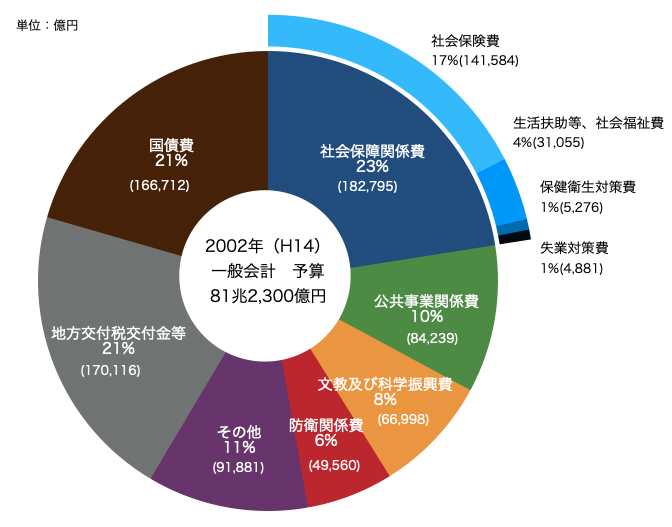 単位：億円
社会保険費
17%(141,584)
生活扶助等、社会福祉費
4%(31,055)
保健衛生対策費
1%(5,276)
失業対策費
1%(4,881)
社会保障関係費
23%
(182,795)
国債費
21%
(166,712)
2002年（H14）
一般会計　予算
81兆2,300億円
公共事業関係費
10%
(84,239)
地方交付税交付金等
21%
(170,116)
文教及び科学振興費
8%
(66,998)
防衛関係費
6%
(49,560)
その他
11%
(91,881)